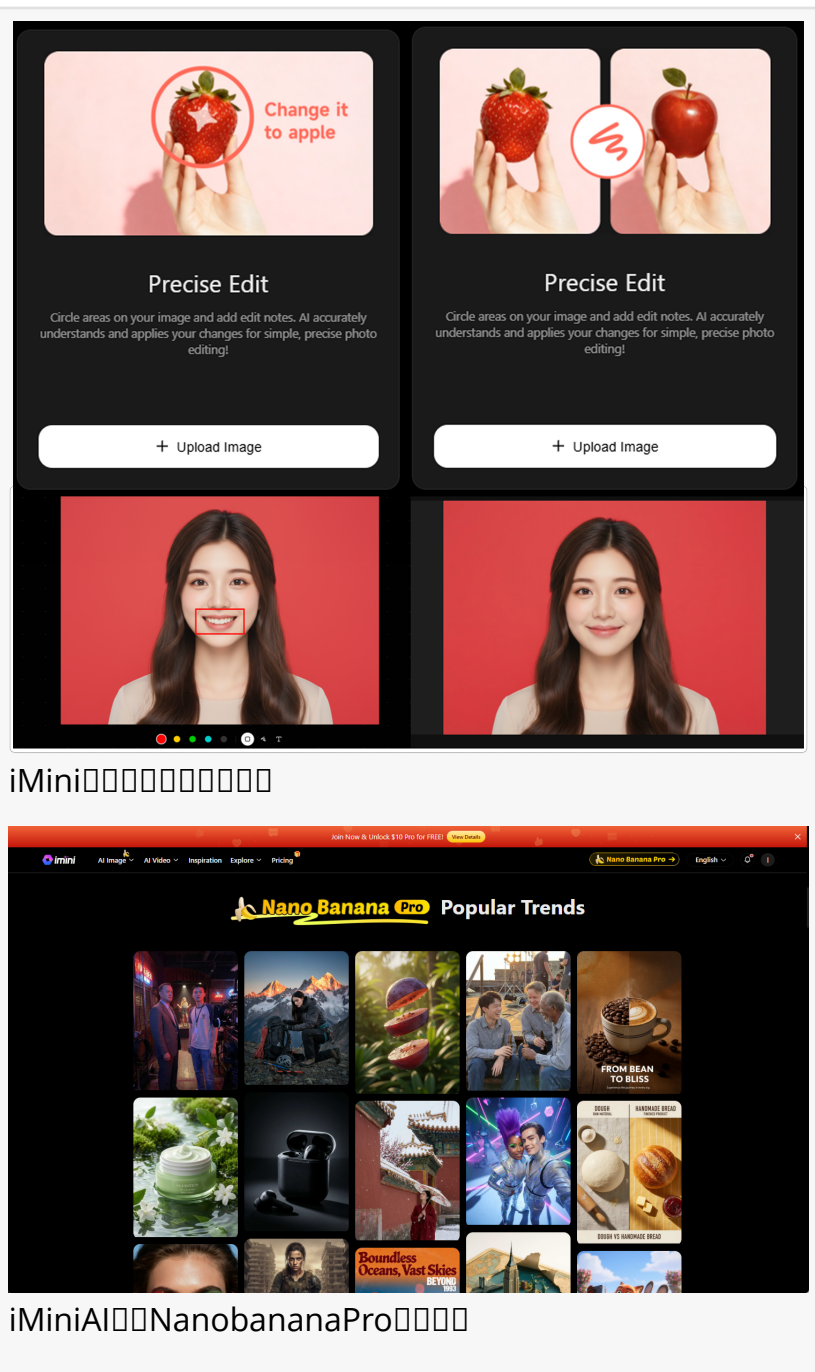 Change it
to apple
Precise Edit
Circle areas on your image and add edit notes. AI accurately
understands and applies your changes for simple, precise photo
editing!
+ Upload Image
Precise Edit
Circle areas on your image and add edit notes. AI accurately
understands and applies your changes for simple, precise photo
editing!
+ Upload Image
T
iMini
Join Now & Unlock $10 Pro for FREE! View Details
imini AI Image AI Video Inspiration Explore Pricing Nano Banana Pro → English
Nano Banana Pro Popular Trends
FROM BEAN
TO BLISS
DOUGH HANDMADE BREAD
DOUGH VS HANDMADE BREAD
Boundless
Oceans, Vast Skies
BEYOND
1993
iMiniAI NanobananaPro